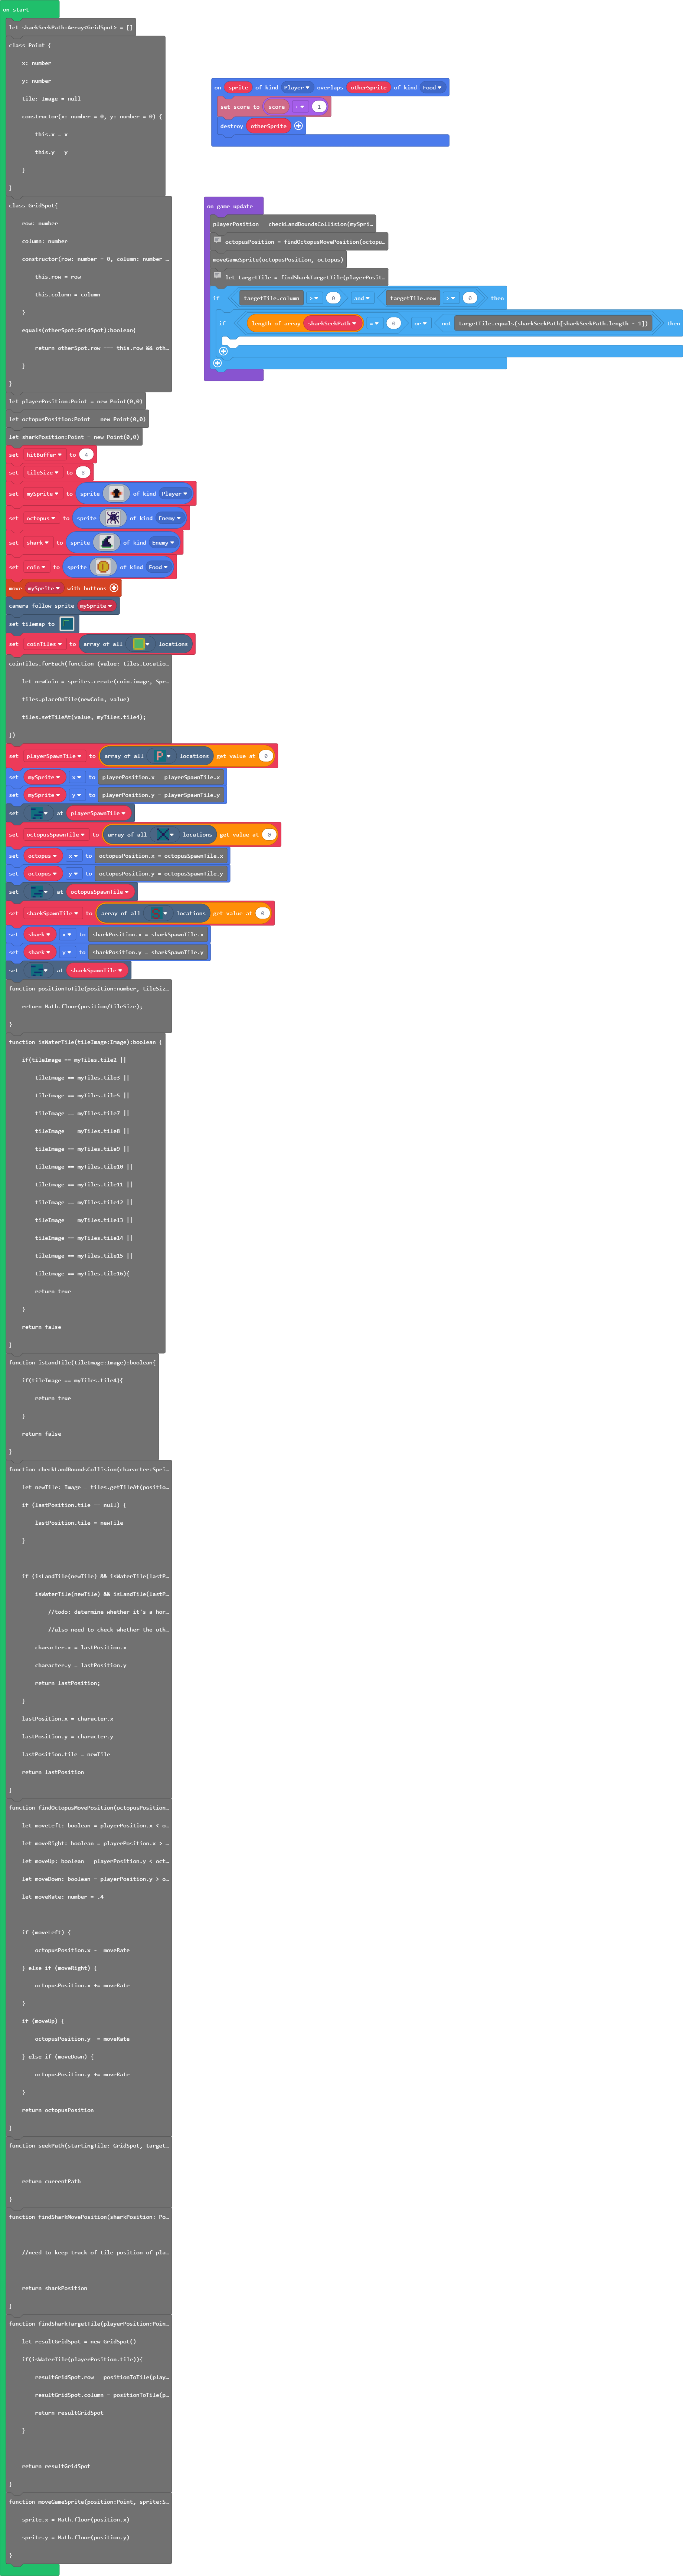 on start
let sharkSeekPath:Array<GridSpot> = []
class Point {
x: number
y: number
tile: Image = null
constructor(x: number = 0, y: number = 0) {
this.x = x
this.y = y
}
}
class GridSpot{
row: number
column: number
constructor(row: number = 0, column: number …
this.row = row
this.column = column
}
equals(otherSpot:GridSpot):boolean{
return otherSpot.row === this.row && oth…
}
}
let playerPosition:Point = new Point(0,0)
let octopusPosition:Point = new Point(0,0)
let sharkPosition:Point = new Point(0,0)
set hitBuffer to 4
set tileSize to 8
set mySprite to sprite of kind Player
set octopus to sprite of kind Enemy
set shark to sprite of kind Enemy
set coin to sprite of kind Food
move mySprite with buttons
camera follow sprite mySprite
set tilemap to
set coinTiles to array of all locations
coinTiles.forEach(function (value: tiles.Locatio…
let newCoin = sprites.create(coin.image, Spr…
tiles.placeOnTile(newCoin, value)
tiles.setTileAt(value, myTiles.tile4);
})
set playerSpawnTile to array of all locations get value at 0
set mySprite x to playerPosition.x = playerSpawnTile.x
set mySprite y to playerPosition.y = playerSpawnTile.y
set at playerSpawnTile
set octopusSpawnTile to array of all locations get value at 0
set octopus x to octopusPosition.x = octopusSpawnTile.x
set octopus y to octopusPosition.y = octopusSpawnTile.y
set at octopusSpawnTile
set sharkSpawnTile to array of all locations get value at 0
set shark x to sharkPosition.x = sharkSpawnTile.x
set shark y to sharkPosition.y = sharkSpawnTile.y
set at sharkSpawnTile
function positionToTile(position:number, tileSiz…
return Math.floor(position/tileSize);
}
function isWaterTile(tileImage:Image):boolean {
if(tileImage == myTiles.tile2 ||
tileImage == myTiles.tile3 ||
tileImage == myTiles.tile5 ||
tileImage == myTiles.tile7 ||
tileImage == myTiles.tile8 ||
tileImage == myTiles.tile9 ||
tileImage == myTiles.tile10 ||
tileImage == myTiles.tile11 ||
tileImage == myTiles.tile12 ||
tileImage == myTiles.tile13 ||
tileImage == myTiles.tile14 ||
tileImage == myTiles.tile15 ||
tileImage == myTiles.tile16){
return true
}
return false
}
function isLandTile(tileImage:Image):boolean{
if(tileImage == myTiles.tile4){
return true
}
return false
}
function checkLandBoundsCollision(character:Spri…
let newTile: Image = tiles.getTileAt(positio…
if (lastPosition.tile == null) {
lastPosition.tile = newTile
}
if (isLandTile(newTile) && isWaterTile(lastP…
isWaterTile(newTile) && isLandTile(lastP…
//todo: determine whether it's a hor…
//also need to check whether the oth…
character.x = lastPosition.x
character.y = lastPosition.y
return lastPosition;
}
lastPosition.x = character.x
lastPosition.y = character.y
lastPosition.tile = newTile
return lastPosition
}
function findOctopusMovePosition(octopusPosition…
let moveLeft: boolean = playerPosition.x < o…
let moveRight: boolean = playerPosition.x > …
let moveUp: boolean = playerPosition.y < oct…
let moveDown: boolean = playerPosition.y > o…
let moveRate: number = .4
if (moveLeft) {
octopusPosition.x -= moveRate
} else if (moveRight) {
octopusPosition.x += moveRate
}
if (moveUp) {
octopusPosition.y -= moveRate
} else if (moveDown) {
octopusPosition.y += moveRate
}
return octopusPosition
}
function seekPath(startingTile: GridSpot, target…
return currentPath
}
function findSharkMovePosition(sharkPosition: Po…
//need to keep track of tile position of pla…
return sharkPosition
}
function findSharkTargetTile(playerPosition:Poin…
let resultGridSpot = new GridSpot()
if(isWaterTile(playerPosition.tile)){
resultGridSpot.row = positionToTile(play…
resultGridSpot.column = positionToTile(p…
return resultGridSpot
}
return resultGridSpot
}
function moveGameSprite(position:Point, sprite:S…
sprite.x = Math.floor(position.x)
sprite.y = Math.floor(position.y)
}
on sprite of kind Player overlaps otherSprite of kind Food
set score to score + 1
destroy otherSprite
on game update
playerPosition = checkLandBoundsCollision(mySpri…
octopusPosition = findOctopusMovePosition(octopu…
moveGameSprite(octopusPosition, octopus)
let targetTile = findSharkTargetTile(playerPosit…
if targetTile.column > 0 and targetTile.row > 0 then
if length of array sharkSeekPath = 0 or not targetTile.equals(sharkSeekPath[sharkSeekPath.length - 1]) then